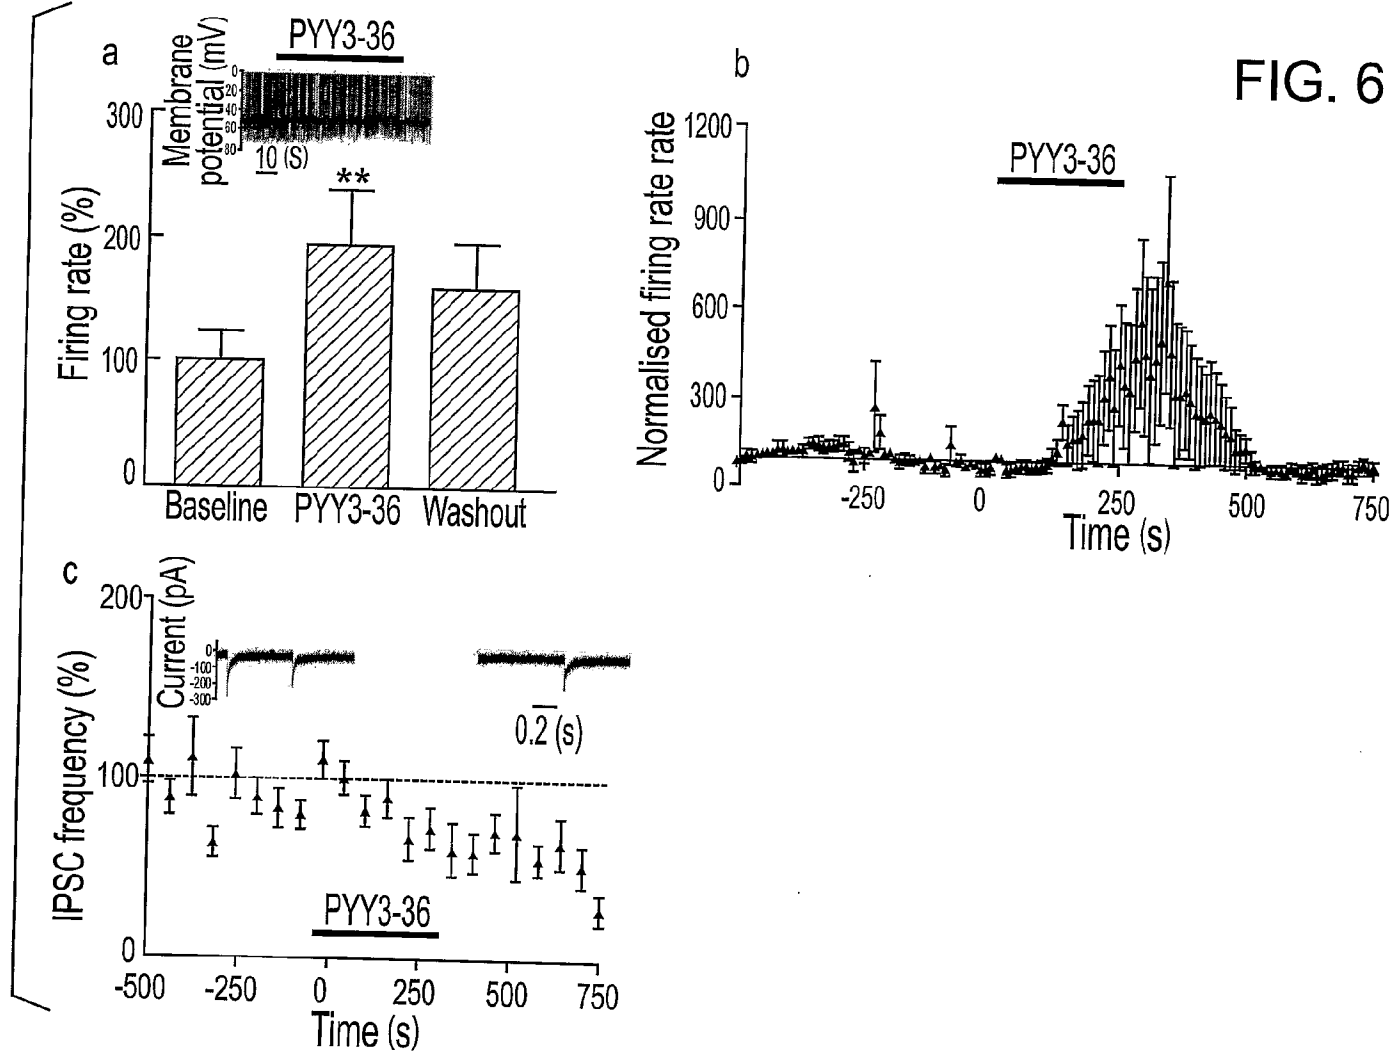 FIG. 6
a
PYY3-36
Membrane
potential (mV)
0
20
40
60
80
10 (S)
**
Firing rate (%)
300
200
100
0
Baseline PYY3-36 Washout
b
PYY3-36
Normalised firing rate rate
1200
900
600
300
0
-250 0 250 500 750
Time (s)
c
Current (pA)
0
-100
-200
-300
0.2 (s)
IPSC frequency (%)
200
100
0
PYY3-36
-500 -250 0 250 500 750
Time (s)